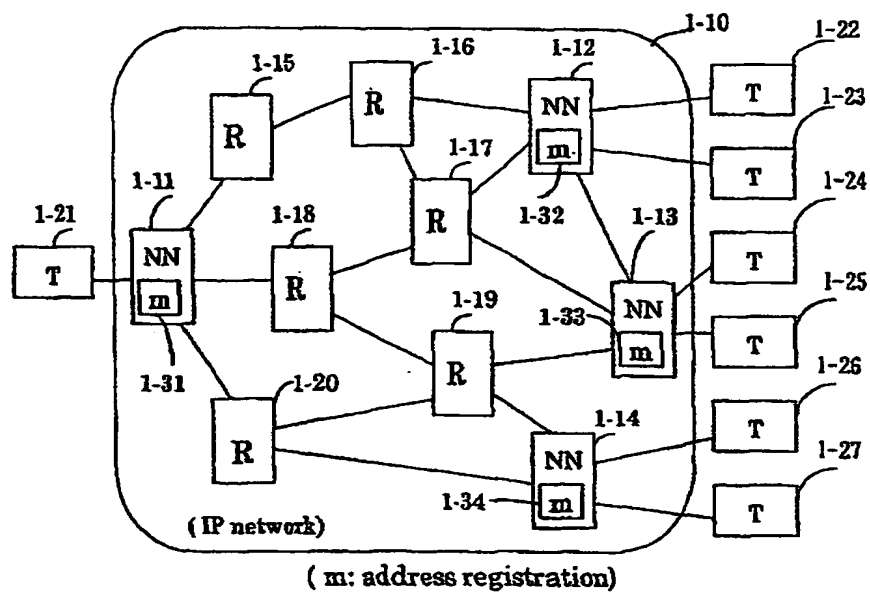 1-10
1-22
1-16
1-12
1-15
R
R
NN
m
T
1-23
T
1-17
1-11
1-32
1-24
1-21
1-18
R
1-13
T
NN
m
T
R
NN
m
1-25
1-19
1-33
T
1-31
1-20
R
1-26
1-14
T
R
NN
m
1-34
1-27
T
( IP network)
( m: address registration)